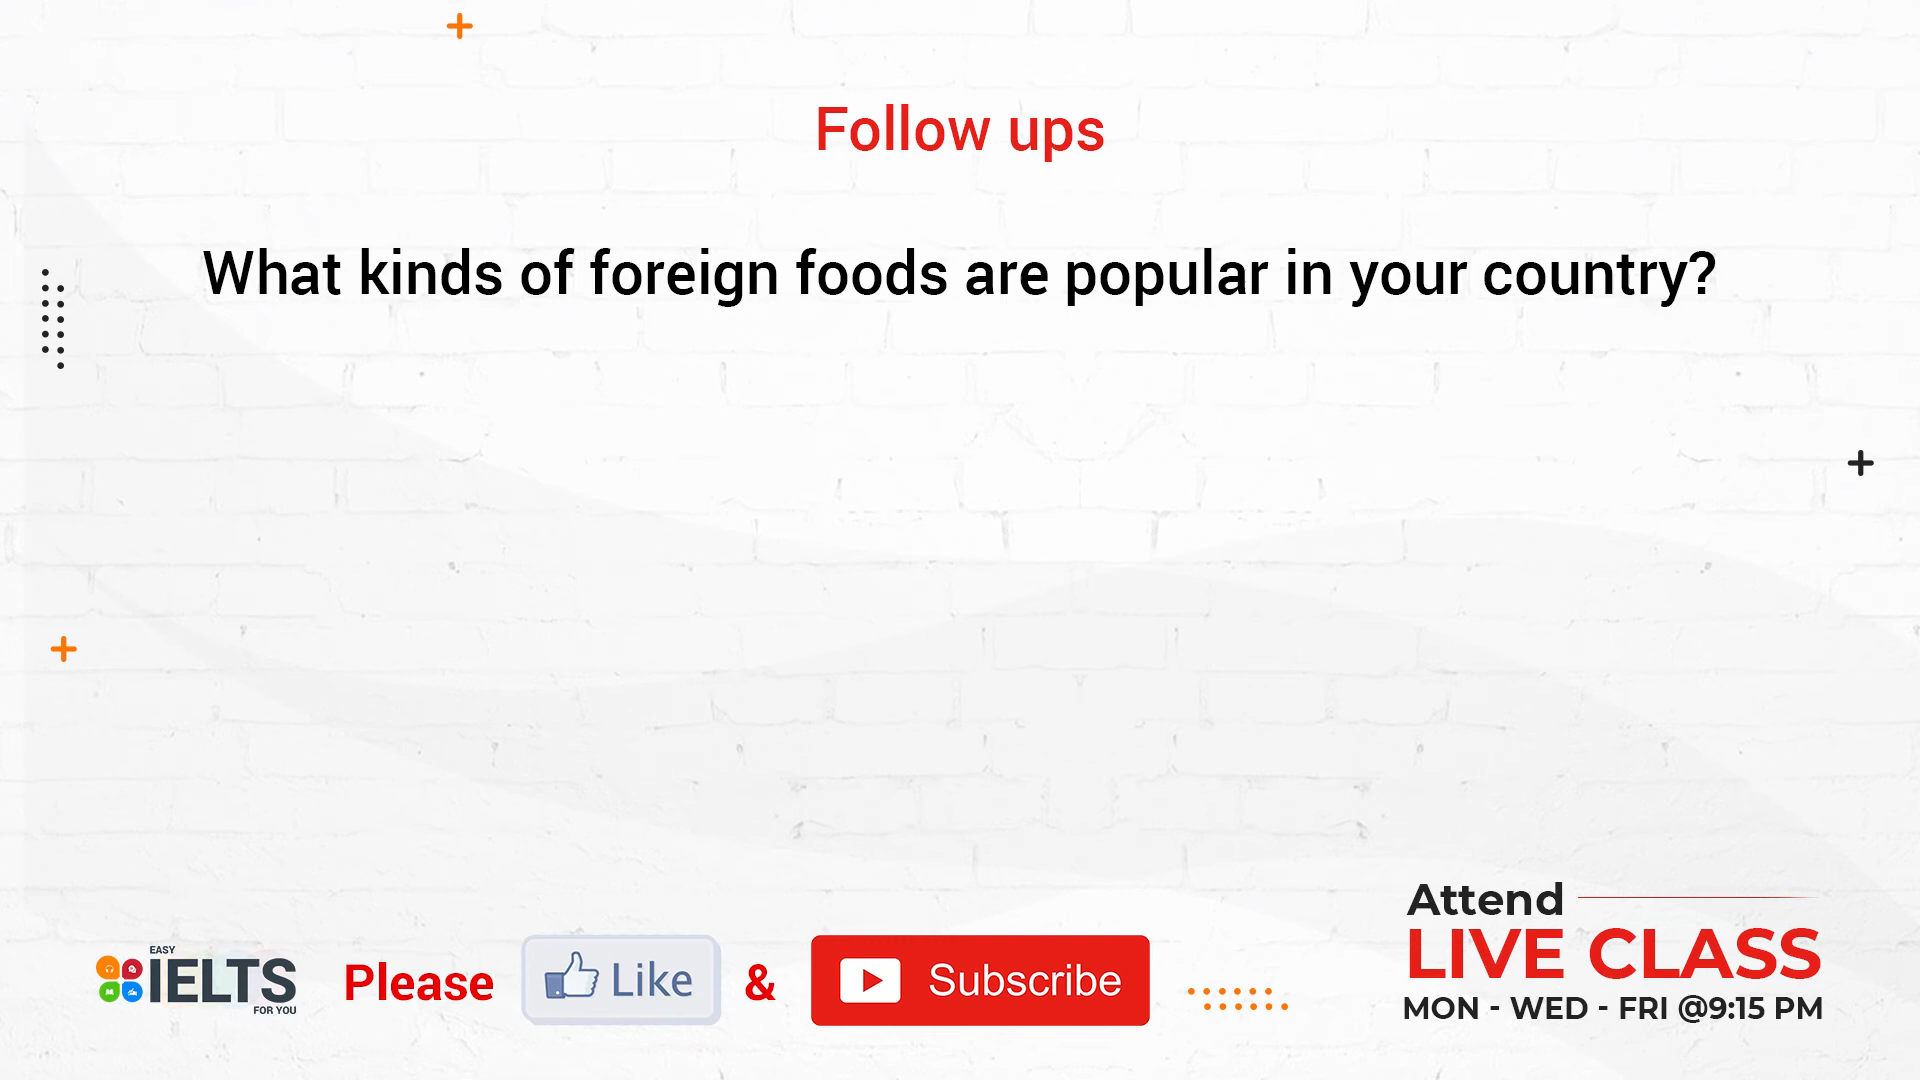 Follow ups
What kinds of foreign foods are popular in your country?
Attend
LIVE CLASS
MON - WED - FRI @9:15 PM
EASY
IELTS
FOR YOU
Please
Like
&
Subscribe